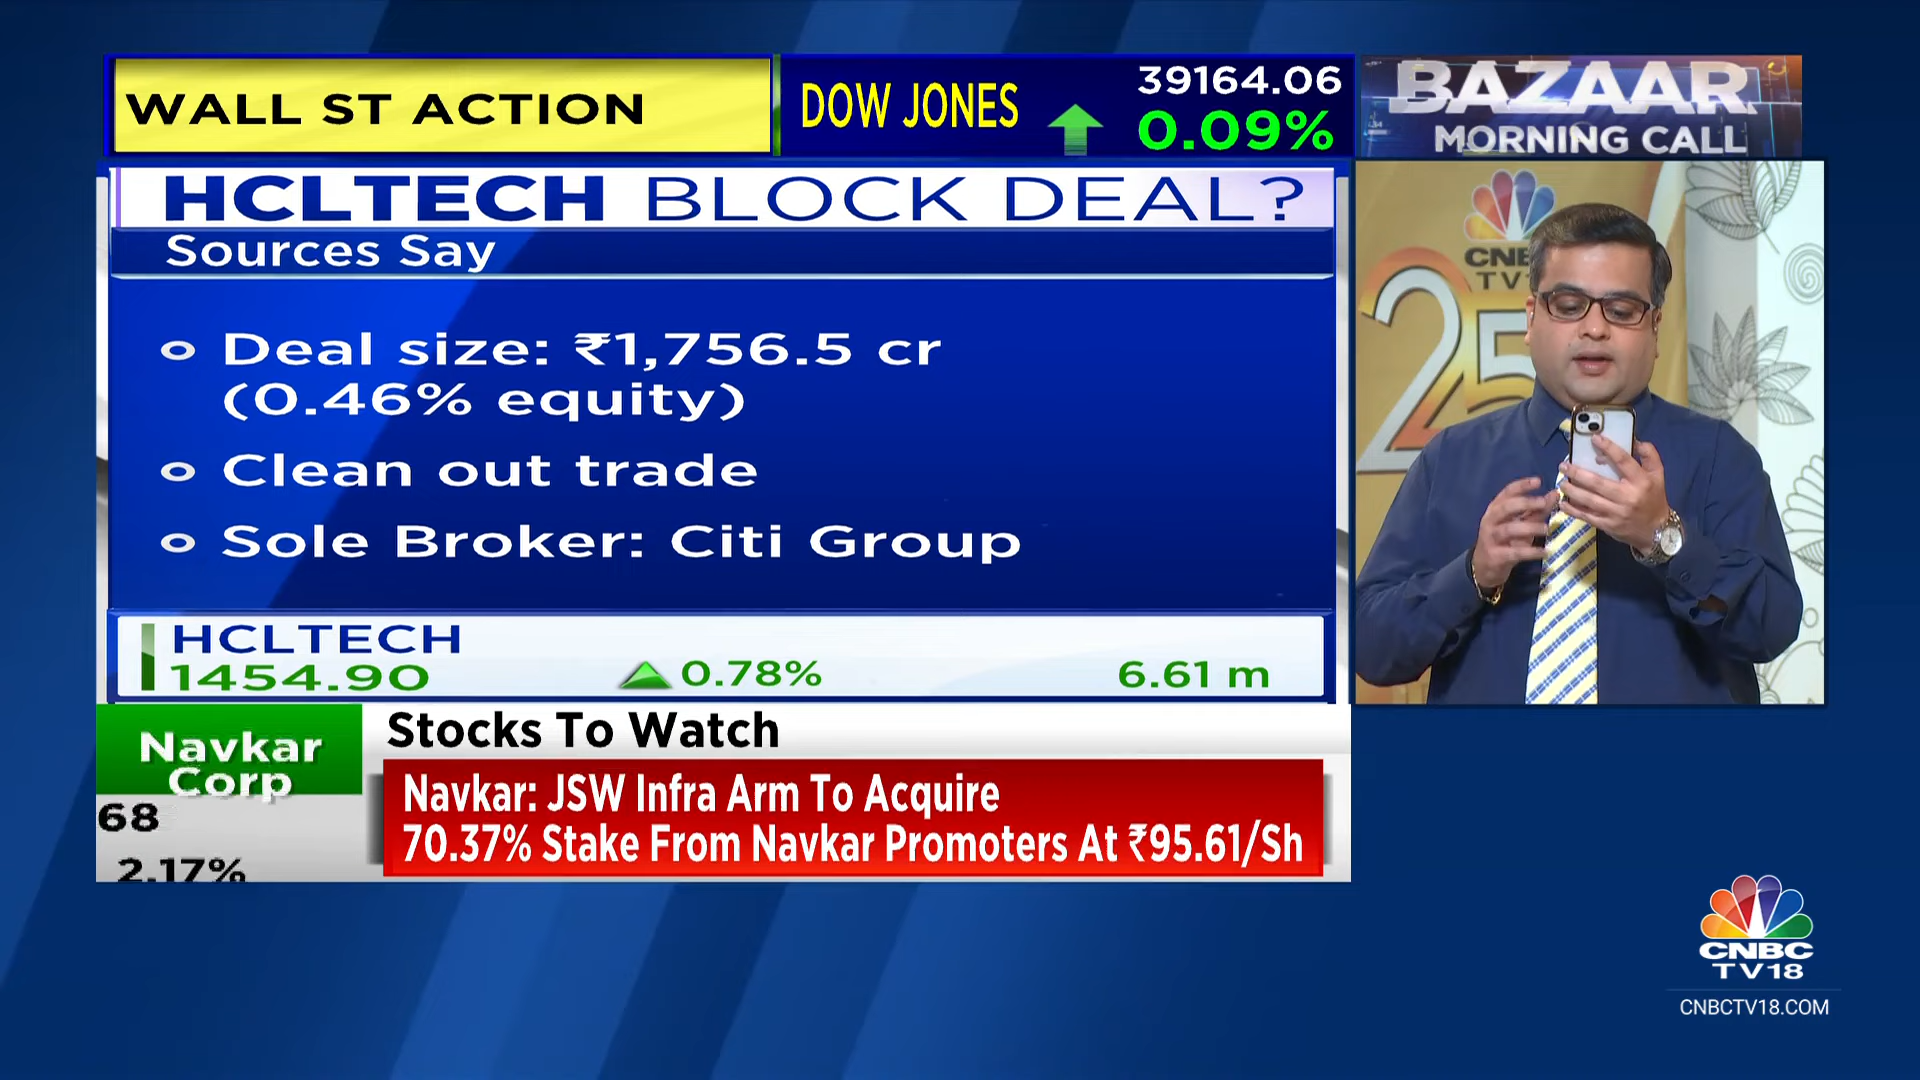 WALL ST ACTION
DOW JONES
39164.06
0.09%
BAZAAR
MORNING CALL
HCLTECH BLOCK DEAL?
Sources Say
Deal size: ₹1,756.5 cr
(0.46% equity)
Clean out trade
Sole Broker: Citi Group
HCLTECH
1454.90
0.78%
6.61 m
CNB
TV
25
Navkar
Corp
68
2.17%
Stocks To Watch
Navkar: JSW Infra Arm To Acquire
70.37% Stake From Navkar Promoters At ₹95.61/Sh
CNBC
TV18
CNBCTV18.COM